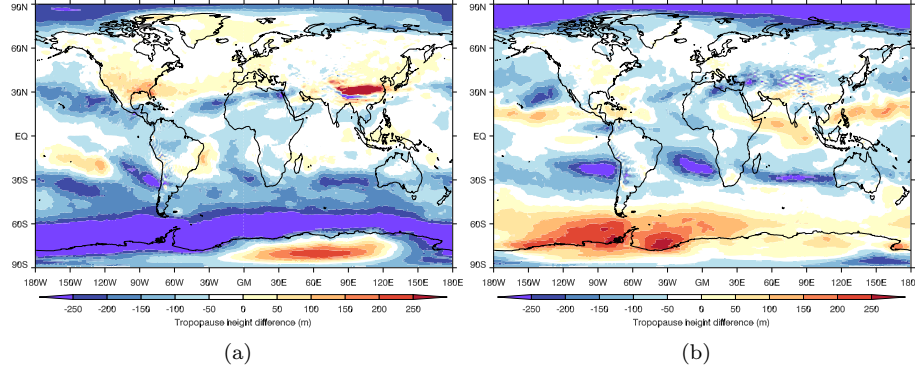 90N
60N
30N
EQ
30S
60S
90S
180W 150W 120W 90W 60W 30W GM 30E 60E 90E 120E 150E 180E
-250 -200 -150 -100 -50 0 50 100 150 200 250
Tropopause height difference (m)
(a)
90N
60N
30N
EQ
30S
60S
90S
180W 150W 120W 90W 60W 30W GM 30E 60E 90E 120E 150E 180E
-250 -200 -150 -100 -50 0 50 100 150 200 250
Tropopause height difference (m)
(b)